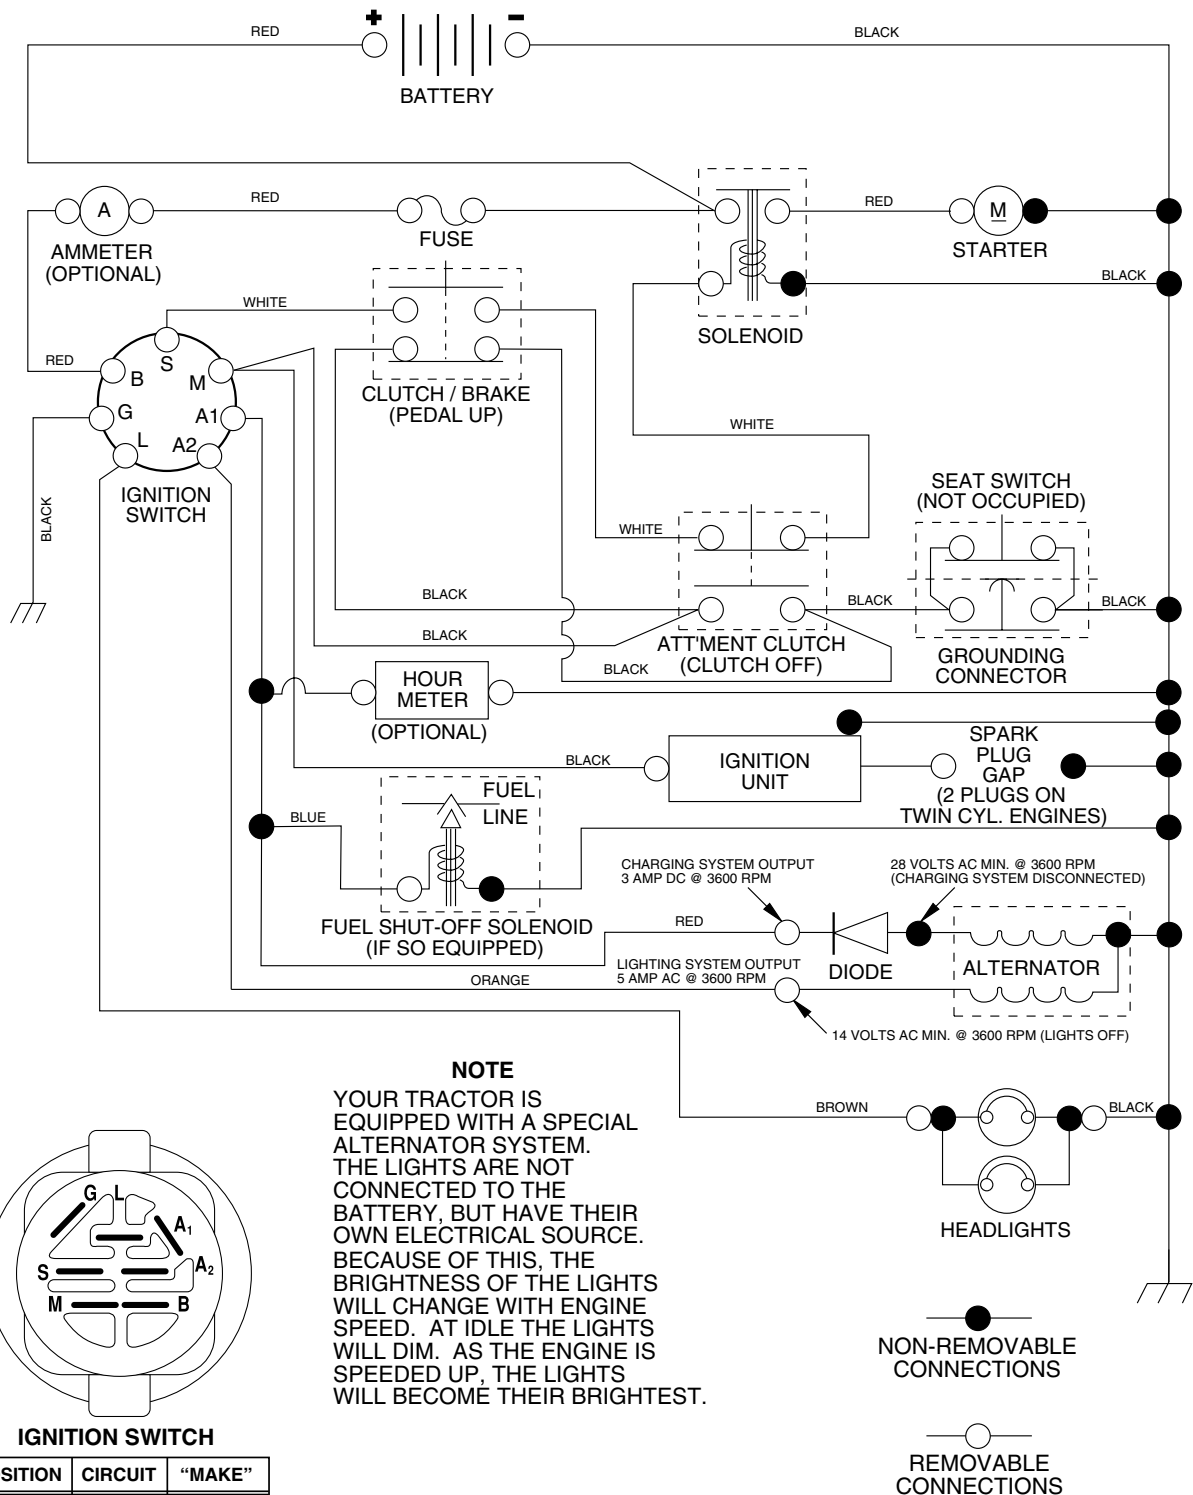 + −
RED
BLACK
BATTERY
RED
RED
A
M
FUSE
STARTER
AMMETER
(OPTIONAL)
BLACK
WHITE
SOLENOID
RED
S
B
M
CLUTCH / BRAKE
(PEDAL UP)
G
A1
WHITE
L
A2
SEAT SWITCH
(NOT OCCUPIED)
IGNITION
SWITCH
BLACK
WHITE
BLACK
BLACK
BLACK
BLACK
ATT'MENT CLUTCH
(CLUTCH OFF)
GROUNDING
CONNECTOR
BLACK
HOUR
METER
(OPTIONAL)
SPARK
PLUG
GAP
(2 PLUGS ON
TWIN CYL. ENGINES)
BLACK
IGNITION
UNIT
FUEL
LINE
BLUE
CHARGING SYSTEM OUTPUT
3 AMP DC @ 3600 RPM
28 VOLTS AC MIN. @ 3600 RPM
(CHARGING SYSTEM DISCONNECTED)
FUEL SHUT-OFF SOLENOID
(IF SO EQUIPPED)
RED
DIODE
ALTERNATOR
LIGHTING SYSTEM OUTPUT
5 AMP AC @ 3600 RPM
ORANGE
14 VOLTS AC MIN. @ 3600 RPM (LIGHTS OFF)
NOTE
YOUR TRACTOR IS
EQUIPPED WITH A SPECIAL
ALTERNATOR SYSTEM.
THE LIGHTS ARE NOT
CONNECTED TO THE
BATTERY, BUT HAVE THEIR
OWN ELECTRICAL SOURCE.
BECAUSE OF THIS, THE
BRIGHTNESS OF THE LIGHTS
WILL CHANGE WITH ENGINE
SPEED. AT IDLE THE LIGHTS
WILL DIM. AS THE ENGINE IS
SPEEDED UP, THE LIGHTS
WILL BECOME THEIR BRIGHTEST.
BROWN
BLACK
HEADLIGHTS
G L
A1
A2
S
M
B
IGNITION SWITCH
SITION CIRCUIT “MAKE”
NON-REMOVABLE
CONNECTIONS
REMOVABLE
CONNECTIONS